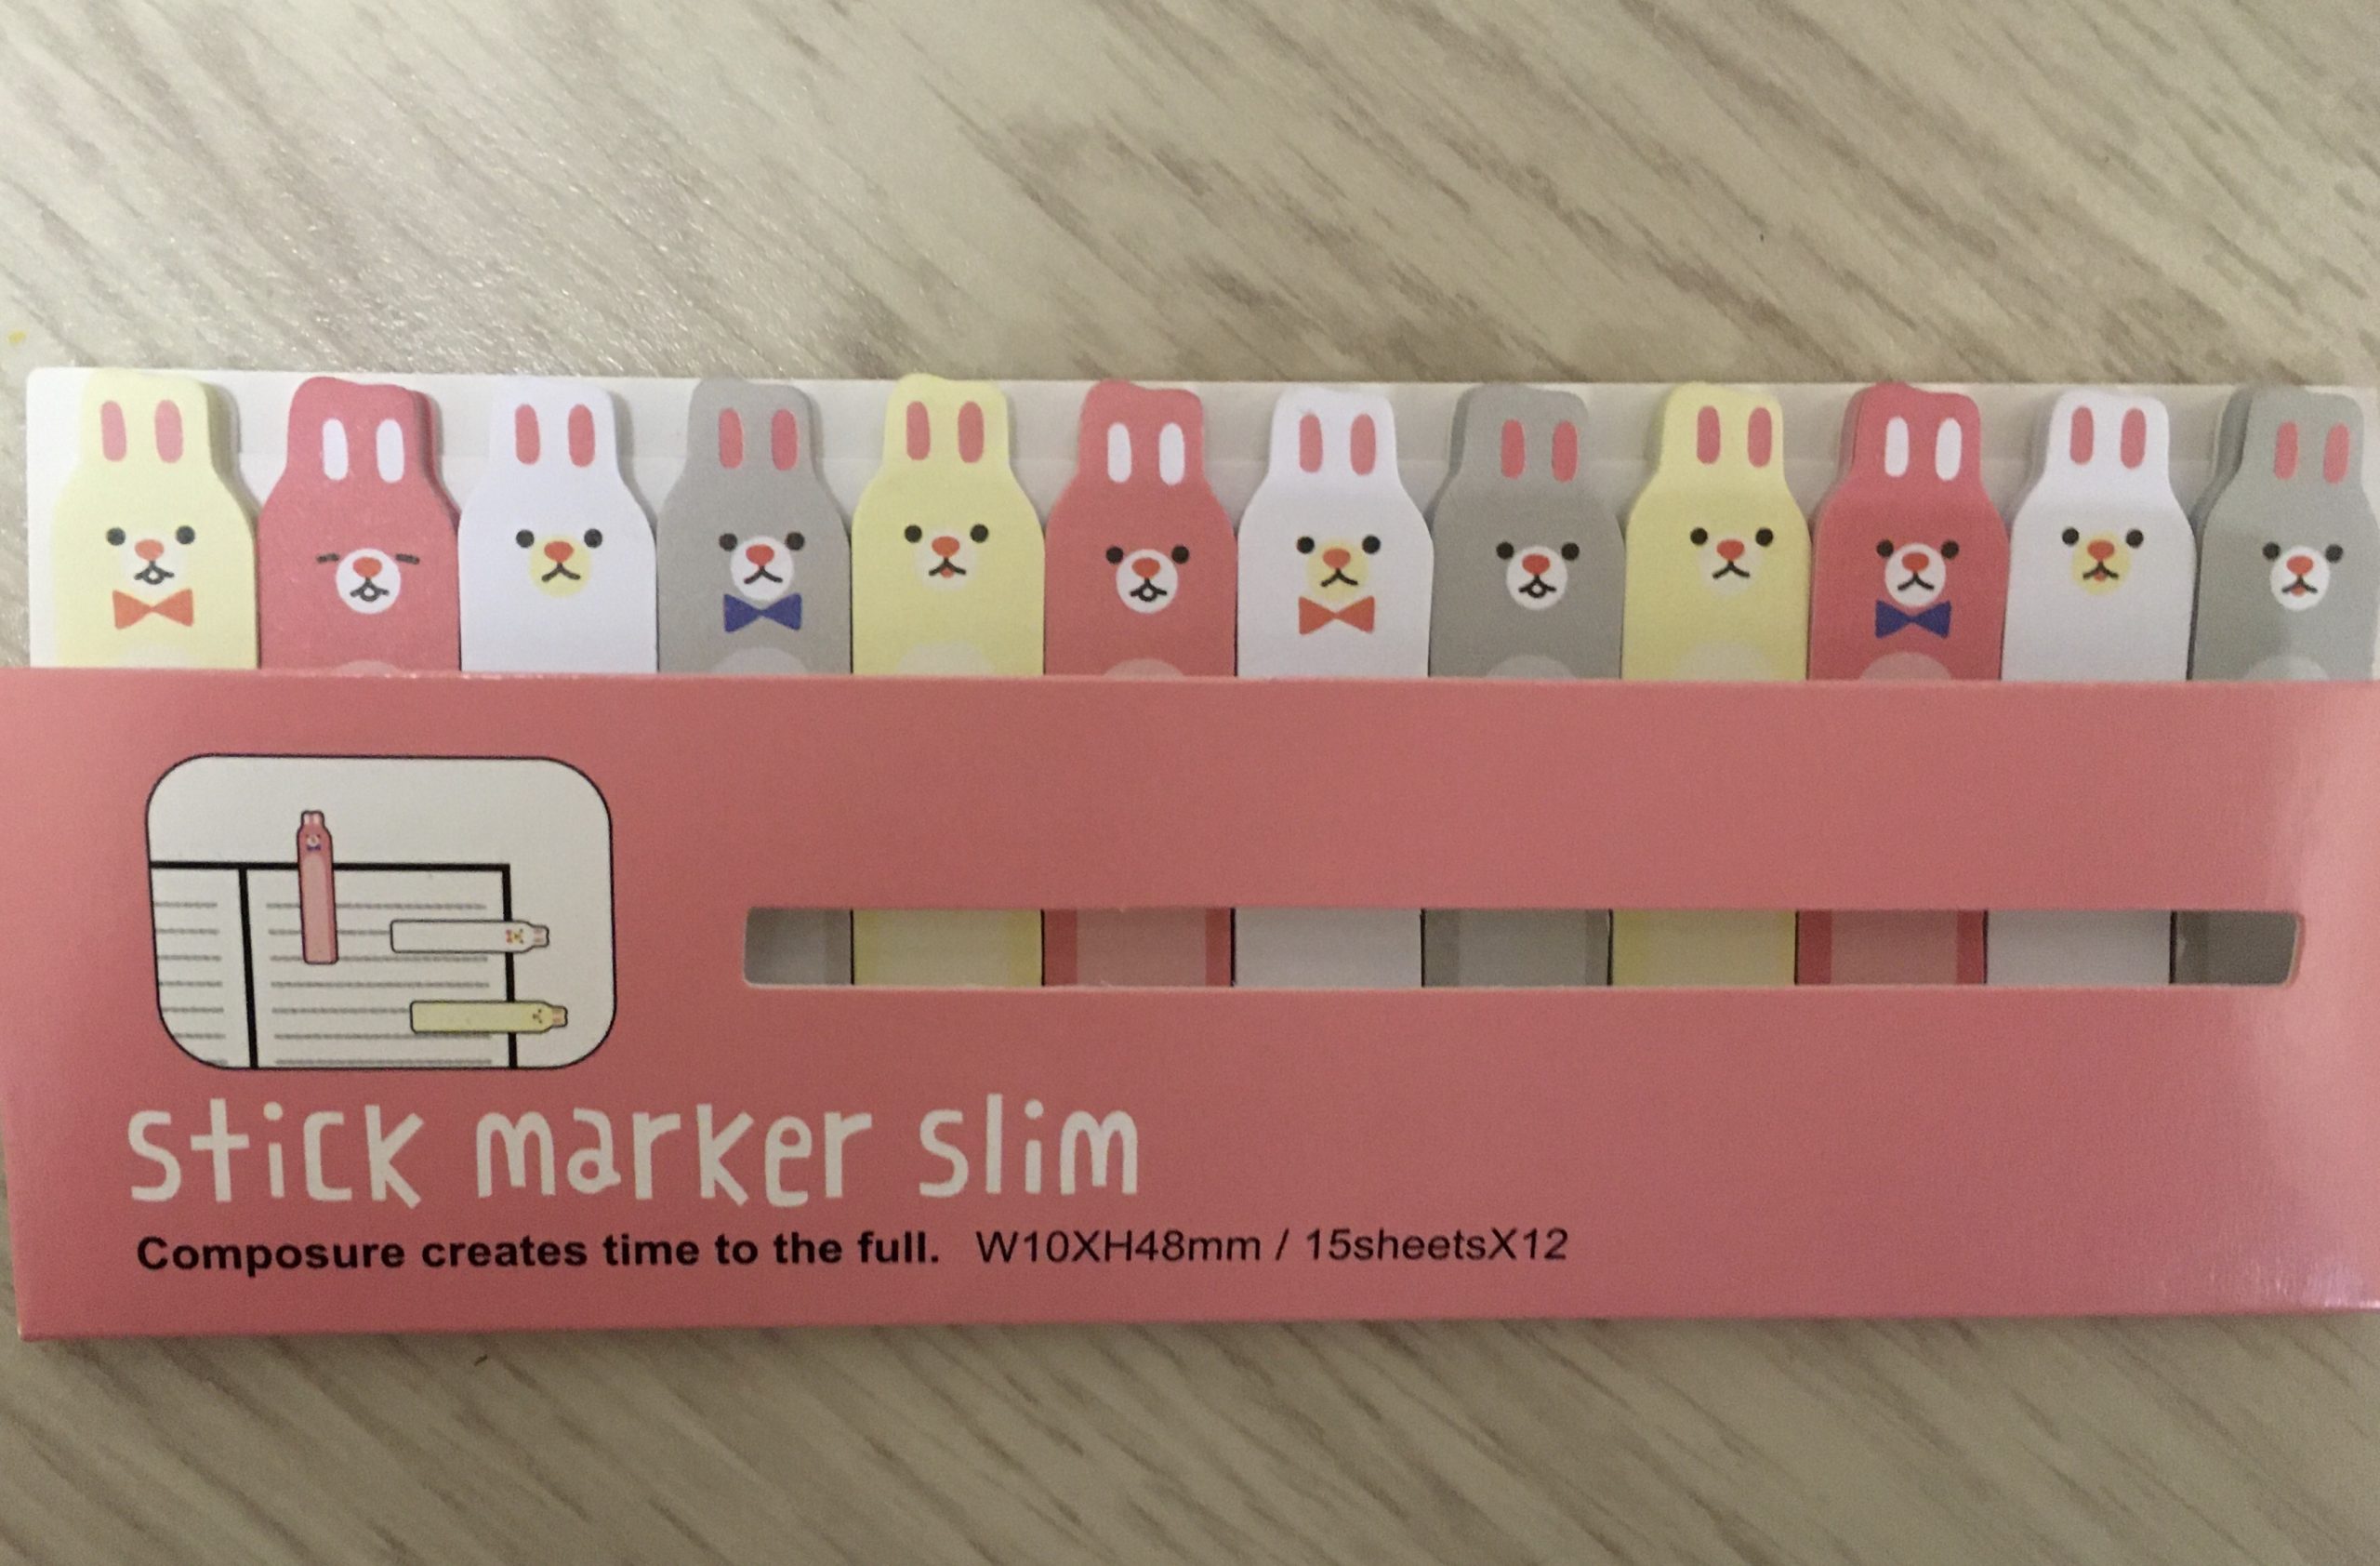 stick marker slim
Composure creates time to the full. W10XH48mm / 15sheetsX12